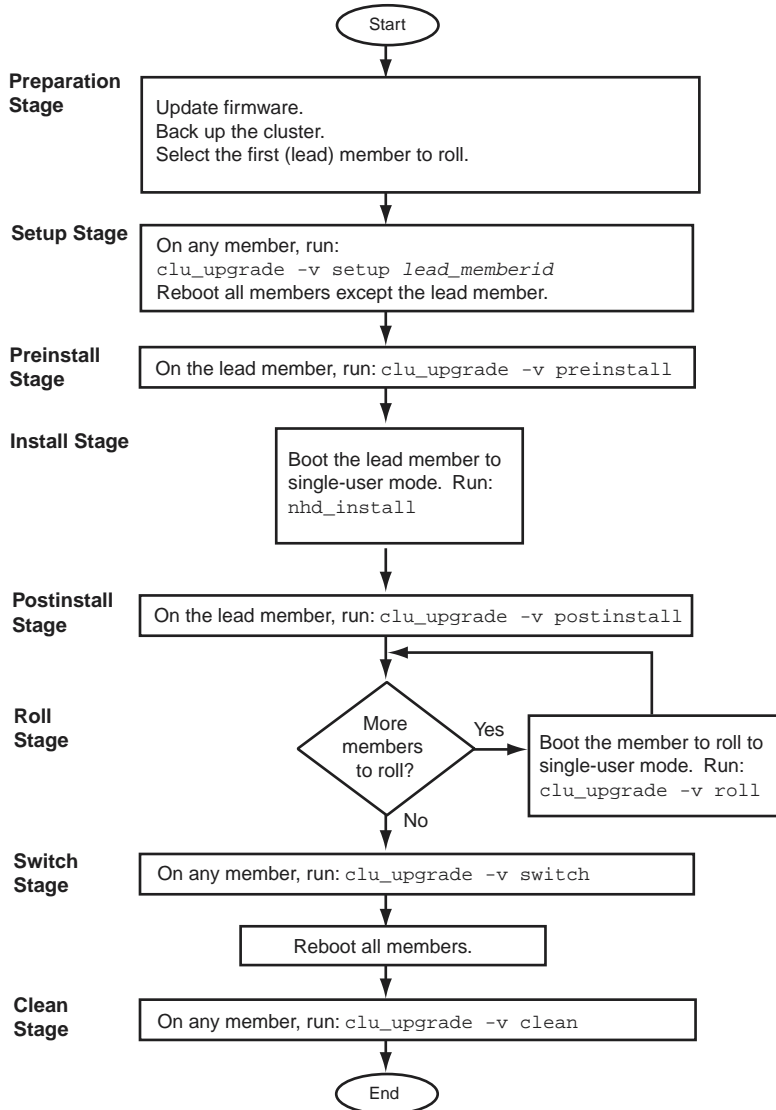 Start
Preparation
Stage
Update firmware.
Back up the cluster.
Select the first (lead) member to roll.
Setup Stage
On any member, run:
clu_upgrade -v setup lead_memberid
Reboot all members except the lead member.
Preinstall
Stage
On the lead member, run: clu_upgrade -v preinstall
Install Stage
Boot the lead member to
single-user mode. Run:
nhd_install
Postinstall
Stage
On the lead member, run: clu_upgrade -v postinstall
Roll
Stage
More
members
to roll?
Yes
Boot the member to roll to
single-user mode. Run:
clu_upgrade -v roll
No
Switch
Stage
On any member, run: clu_upgrade -v switch
Reboot all members.
Clean
Stage
On any member, run: clu_upgrade -v clean
End